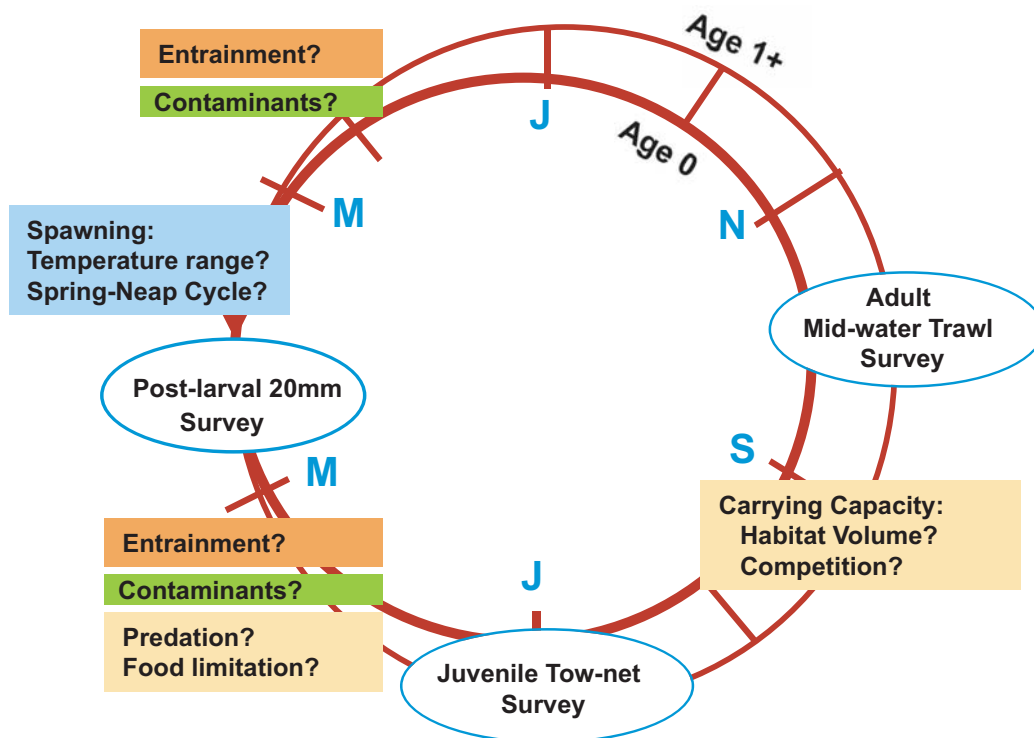 Entrainment?
Contaminants?
Age 1+
Age 0
J
M
N
Spawning:
Temperature range?
Spring-Neap Cycle?
Adult
Mid-water Trawl
Survey
Post-larval 20mm
Survey
M
S
Carrying Capacity:
Habitat Volume?
Competition?
Entrainment?
Contaminants?
Predation?
Food limitation?
J
Juvenile Tow-net
Survey